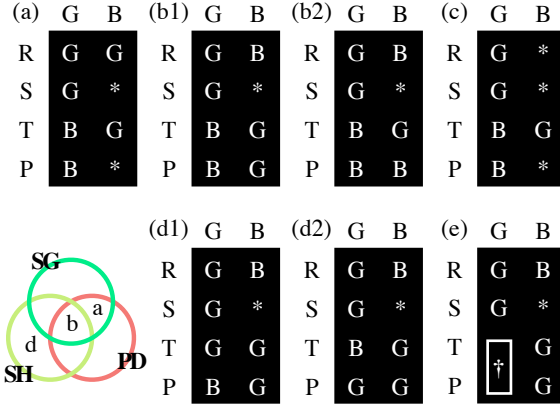 (a) G B (b1) G B (b2) G B (c) G B
R G G R G B R G B R G *
S G * S G * S G * S G *
T B G T B G T B G T B G
P B * P B G P B B P B *
(d1) G B (d2) G B (e) G B
SG R G B R G B R G B
a S G * S G * S G *
b
d T G G T B G T † G
PD
SH P B G P G G P G